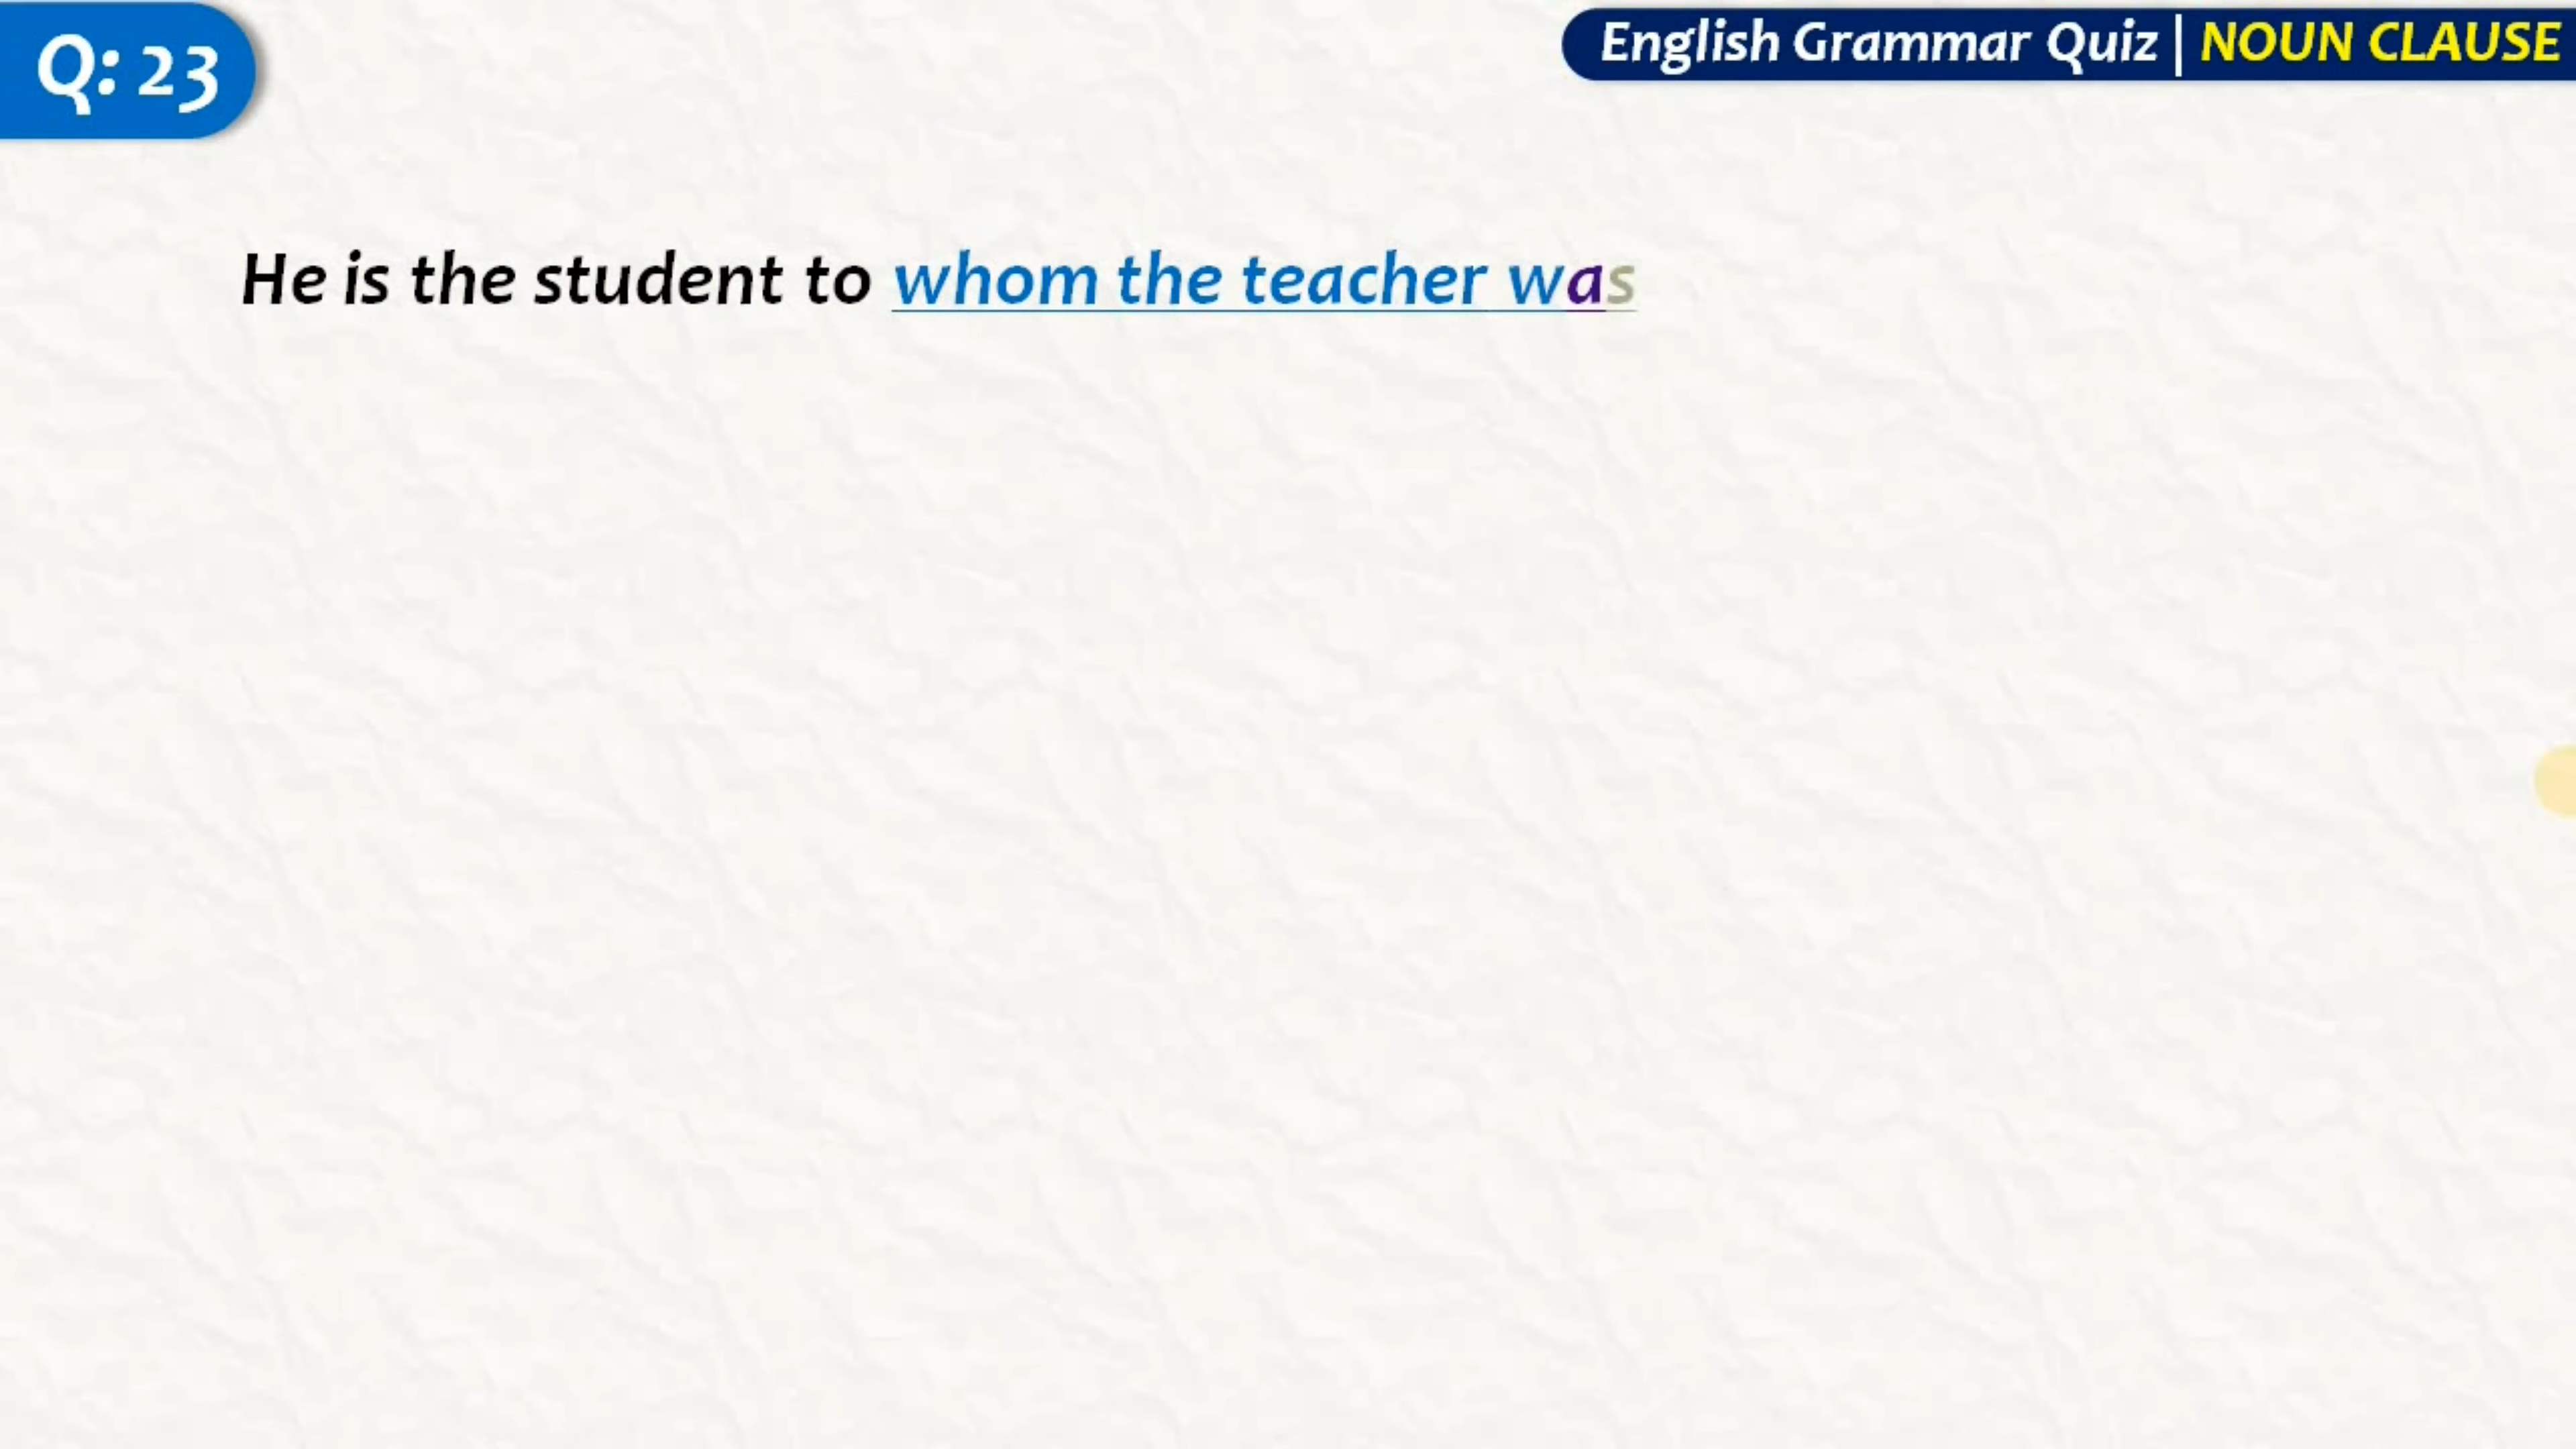 Q: 23
English Grammar Quiz | NOUN CLAUSE
He is the student to whom the teacher was